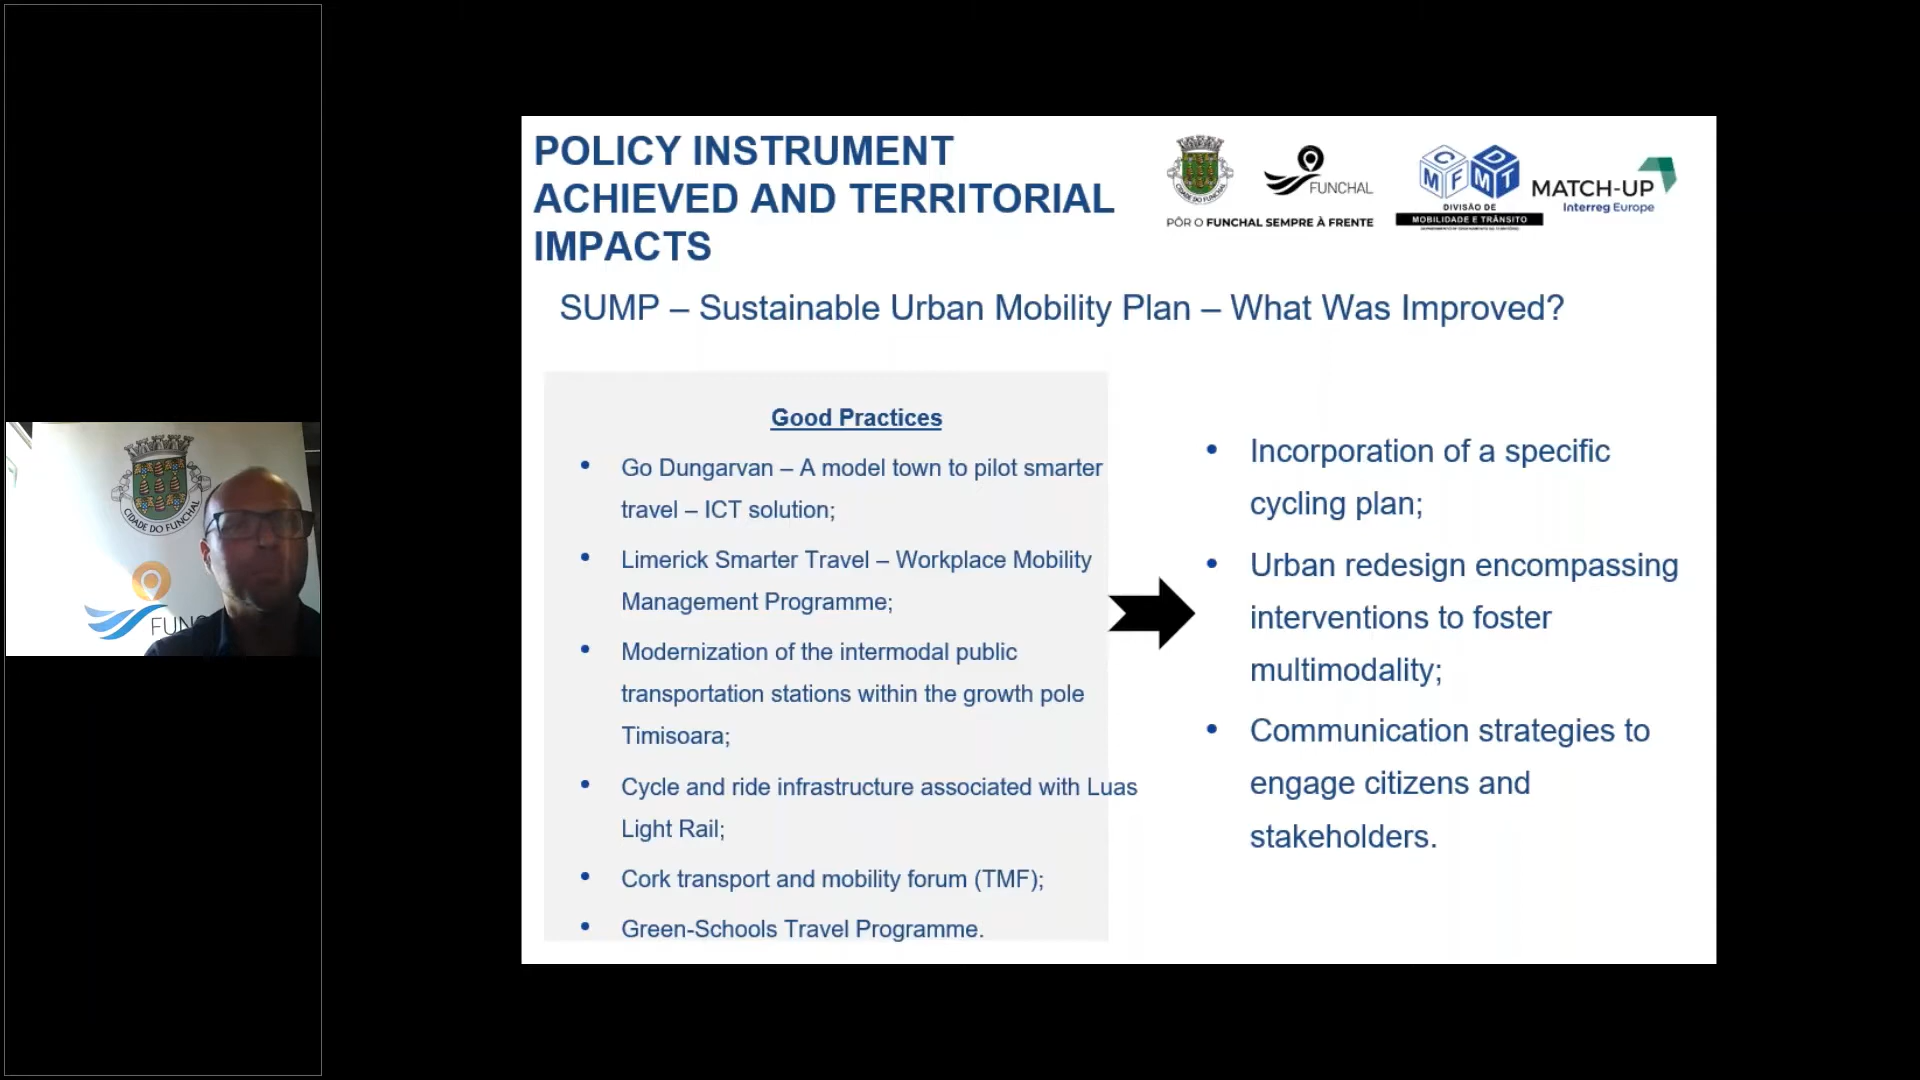 POLICY INSTRUMENT
ACHIEVED AND TERRITORIAL
IMPACTS
CIDADE DO FUNCHAL
FUNCHAL
PÔR O FUNCHAL SEMPRE À FRENTE
C D
M F M T
DIVISÃO DE
MOBILIDADE E TRÂNSITO
MATCH-UP
Interreg Europe
SUMP – Sustainable Urban Mobility Plan – What Was Improved?
Good Practices
• Go Dungarvan – A model town to pilot smarter
travel – ICT solution;
• Limerick Smarter Travel – Workplace Mobility
Management Programme;
• Modernization of the intermodal public
transportation stations within the growth pole
Timisoara;
• Cycle and ride infrastructure associated with Luas
Light Rail;
• Cork transport and mobility forum (TMF);
• Green-Schools Travel Programme.
• Incorporation of a specific
cycling plan;
• Urban redesign encompassing
interventions to foster
multimodality;
• Communication strategies to
engage citizens and
stakeholders.
CIDADE DO FUNCHAL
FUNC